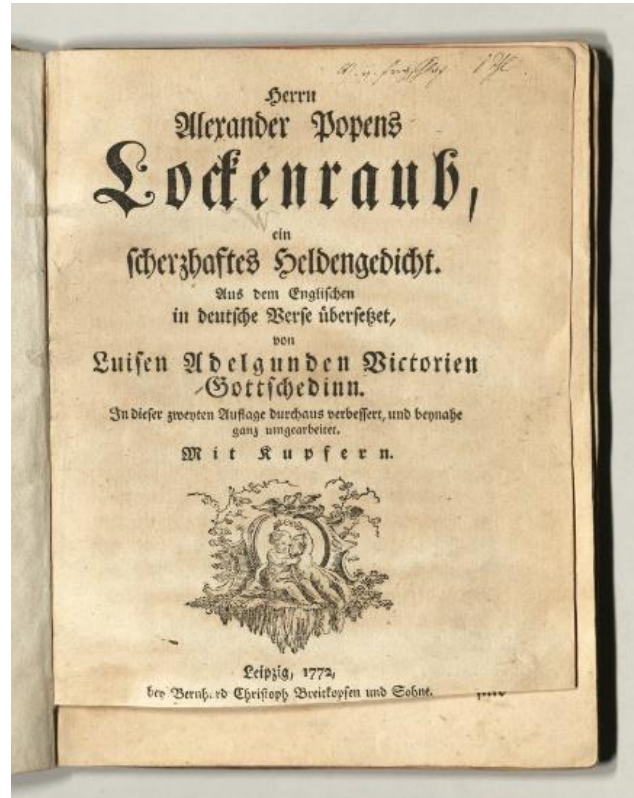 Herrn
Alexander Popens
Lockenraub,
ein
scherzhaftes Heldengedicht.
Aus dem Englischen
in deutsche Verse übersetzet,
von
Luisen Adelgunden Victorien
Gottschedinn.
In dieser zweyten Auflage durchaus verbessert, und beynahe
ganz umgearbeitet.
Mit Kupfern.
Leipzig, 1772,
bey Bernh. rd Christoph Breitkopfen und Sohne.